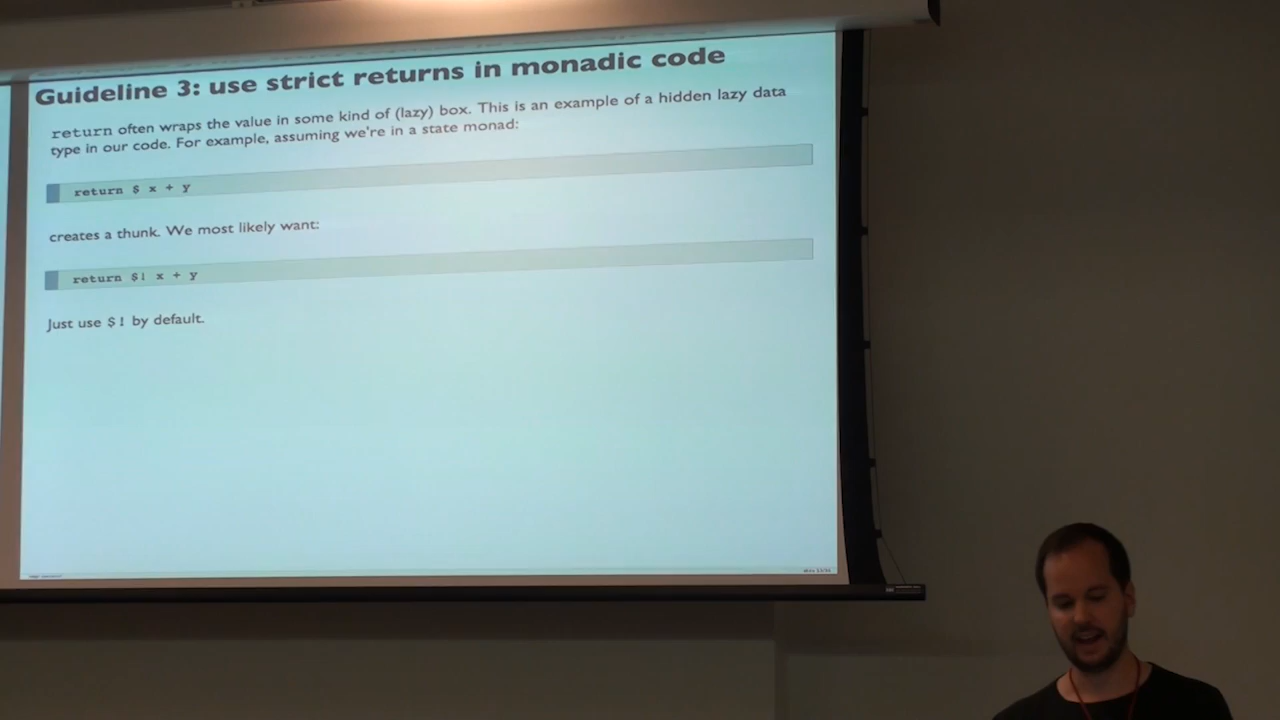 Guideline 3: use strict returns in monadic code
return often wraps the value in some kind of (lazy) box. This is an example of a hidden lazy data
type in our code. For example, assuming we're in a state monad:
return $ x + y
creates a thunk. We most likely want:
return $! x + y
Just use $! by default.